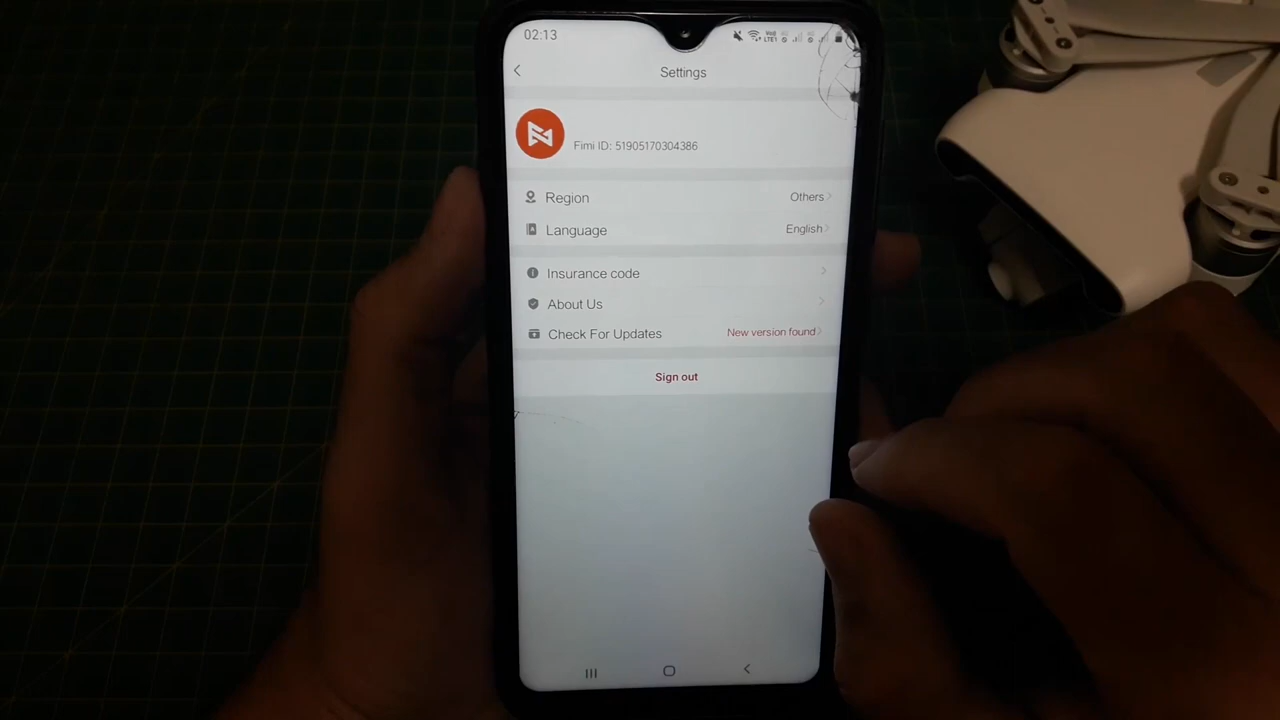 02:13
Settings
Fimi ID: 51905170304386
Region Others
Language English
Insurance code
About Us
Check For Updates New version found
Sign out